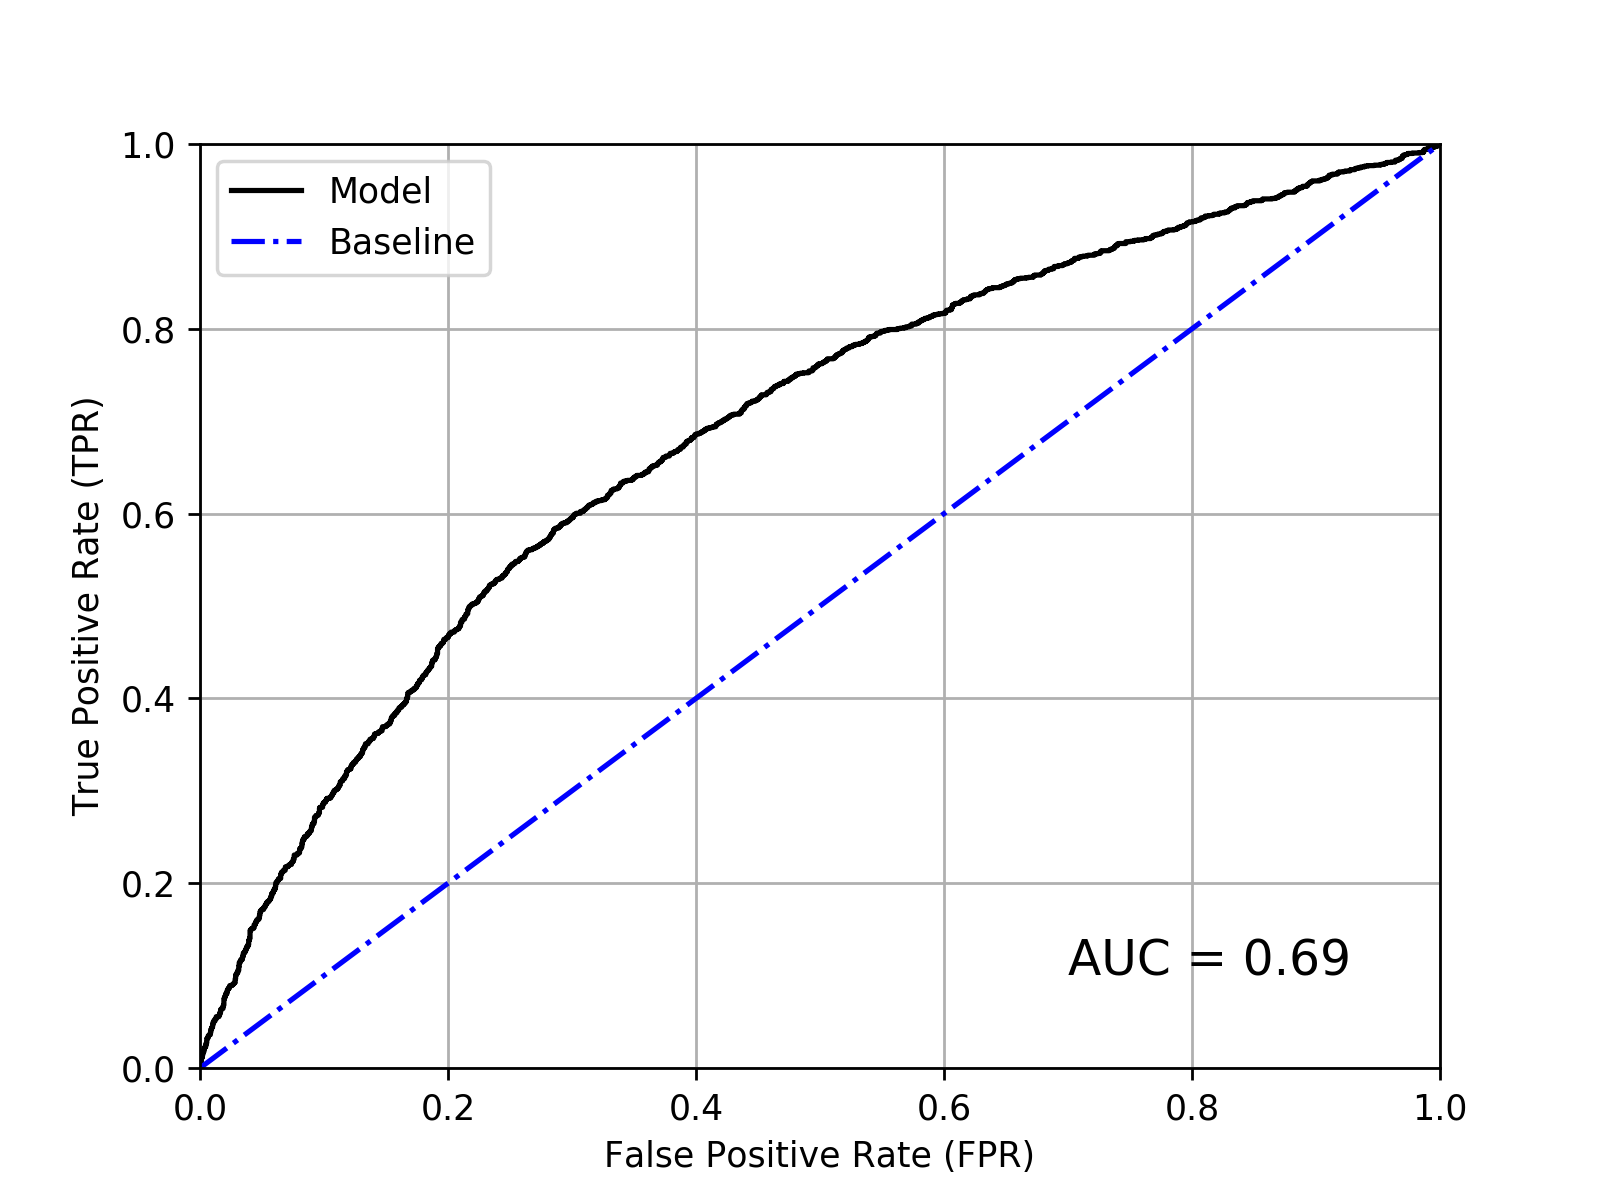 Model
Baseline
1.0
0.8
0.6
0.4
0.2
0.0
True Positive Rate (TPR)
AUC = 0.69
0.0 0.2 0.4 0.6 0.8 1.0
False Positive Rate (FPR)